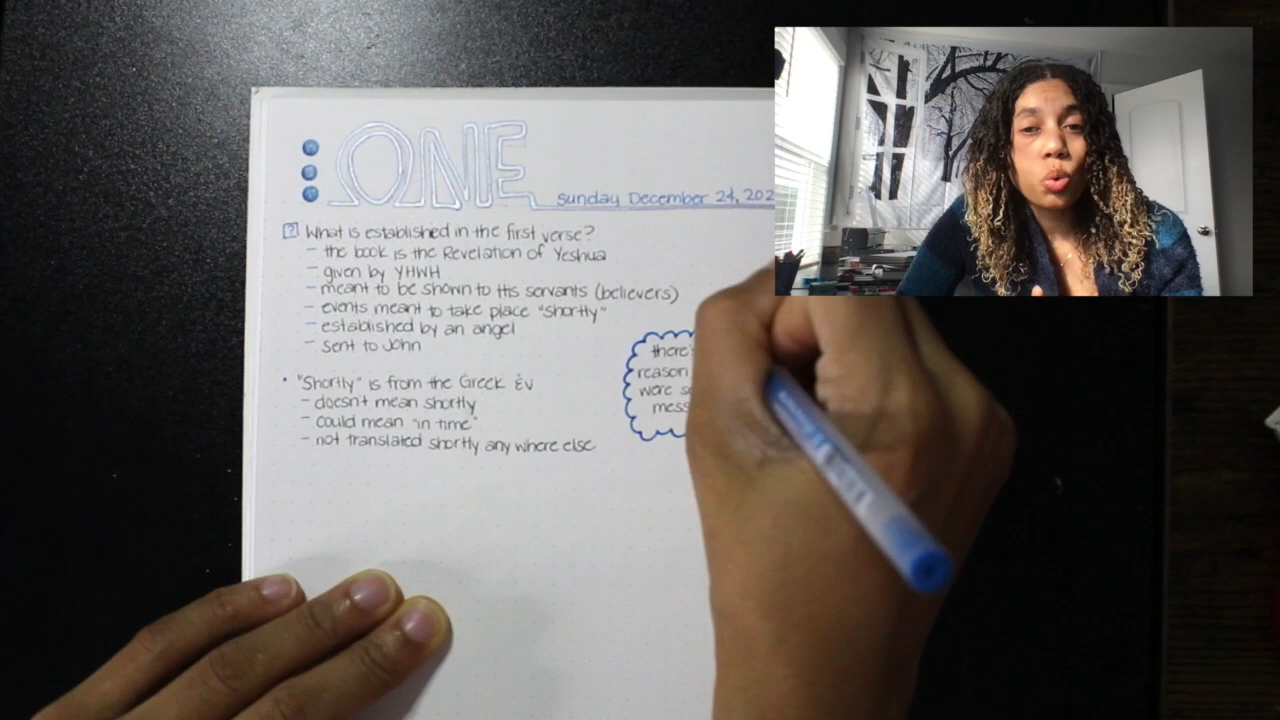 ONE
Sunday December 24, 202
? What is established in the first verse?
- the book is the Revelation of Yeshua
- given by YHWH
- meant to be shown to His servants (believers)
- events meant to take place "shortly"
- established by an angel
- sent to John
• "Shortly" is from the Greek ἐν
- doesn't mean shortly
- could mean "in time"
- not translated shortly any where else
there's
reason
were
mess